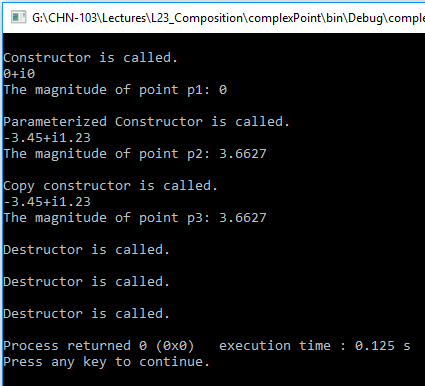 G:\CHN-103\Lectures\L23_Composition\complexPoint\bin\Debug\comple
Constructor is called.
0+i0
The magnitude of point p1: 0
Parameterized Constructor is called.
-3.45+i1.23
The magnitude of point p2: 3.6627
Copy constructor is called.
-3.45+i1.23
The magnitude of point p3: 3.6627
Destructor is called.
Destructor is called.
Destructor is called.
Process returned 0 (0x0)   execution time : 0.125 s
Press any key to continue.